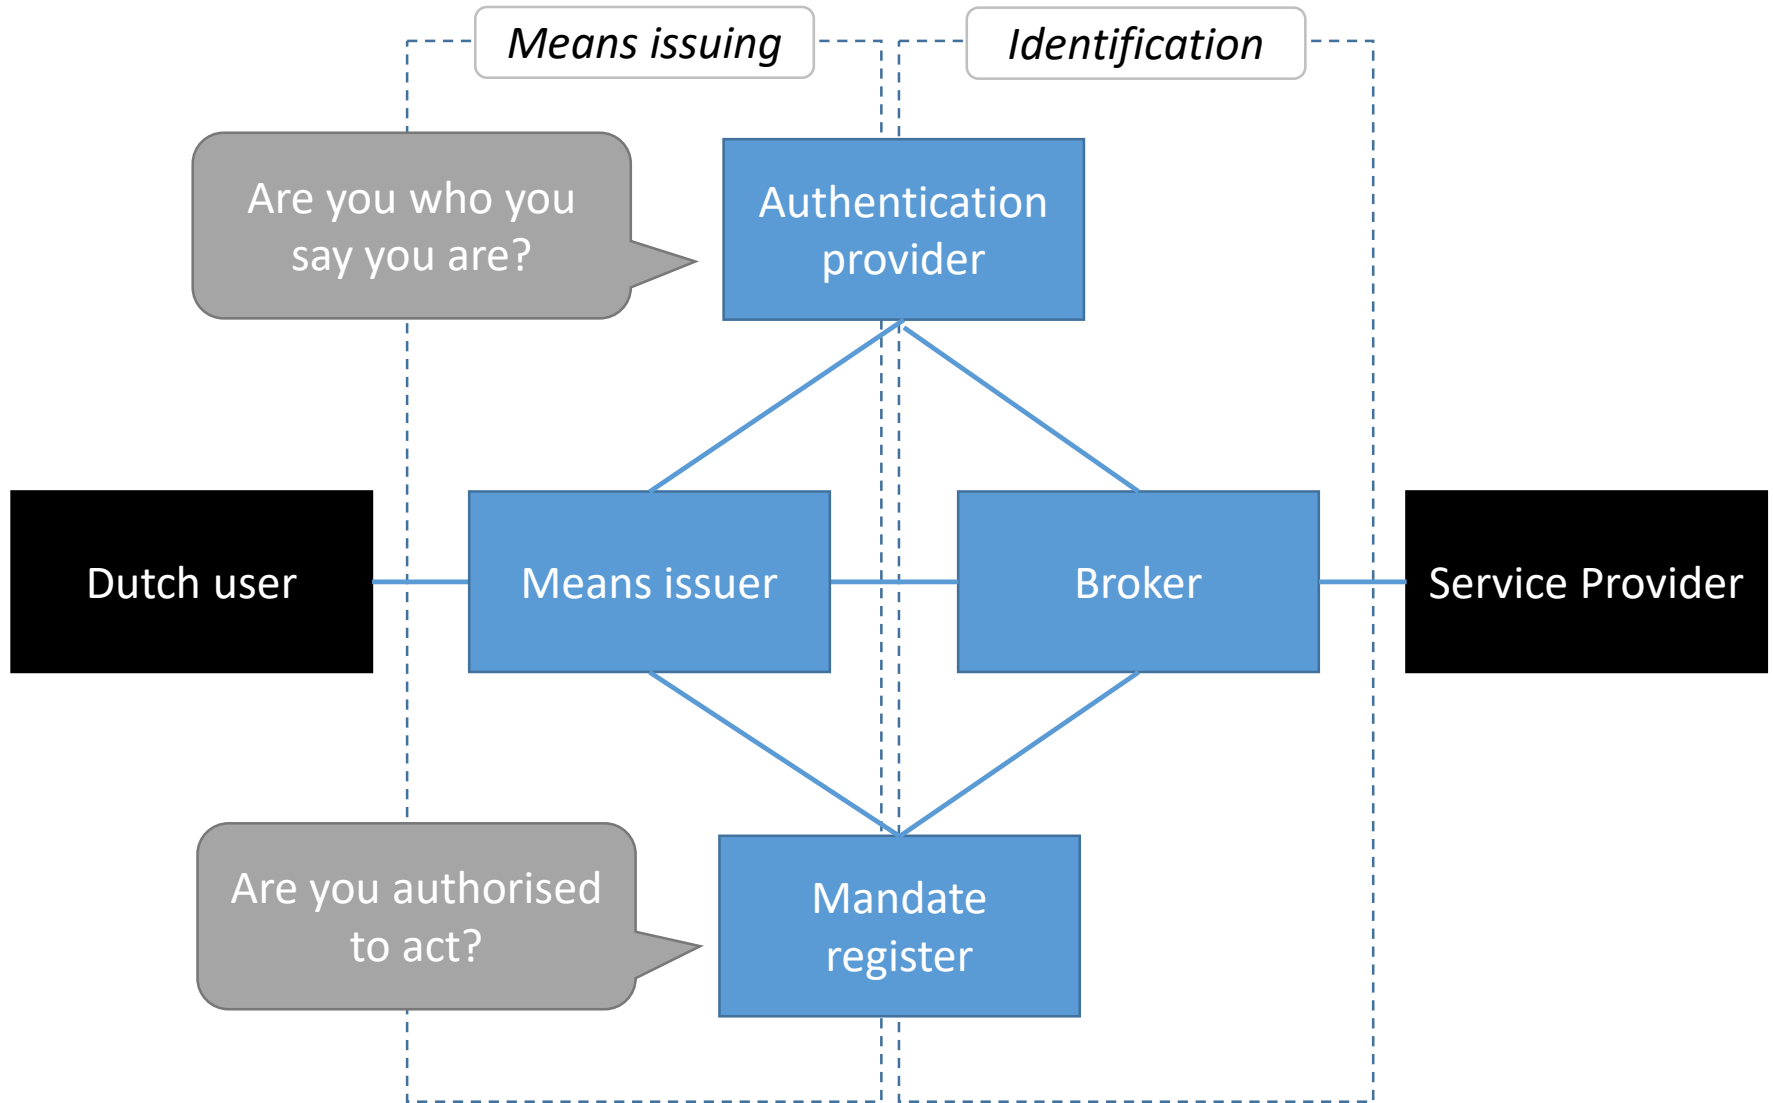 Means issuing
Identification
Are you who you
say you are?
Authentication
provider
Dutch user
Means issuer
Broker
Service Provider
Are you authorised
to act?
Mandate
register